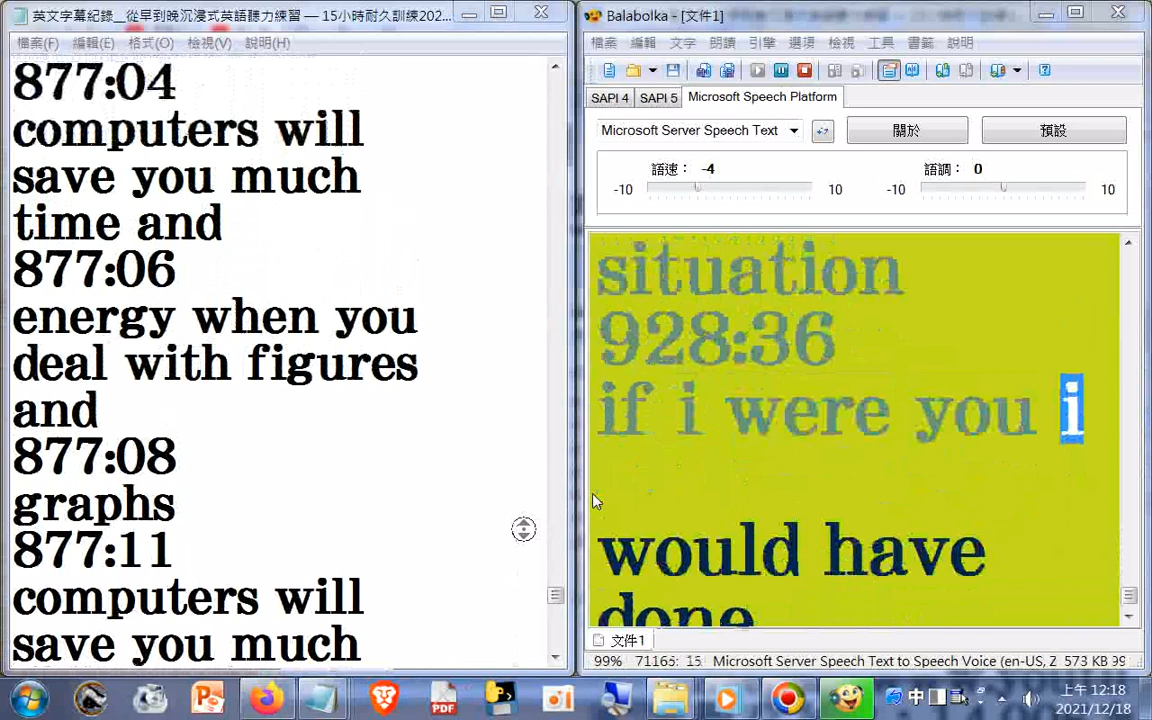 英文字幕紀錄__從早到晚沉浸式英語聽力練習 — 15小時耐久訓練202...
檔案(F) 編輯(E) 格式(O) 檢視(V) 說明(H)
877:04
computers will
save you much
time and
877:06
energy when you
deal with figures
and
877:08
graphs
877:11
computers will
save you much
Balabolka - [文件1]
檔案 編輯 文字 朗讀 引擎 選項 檢視 工具 書籤 說明
SAPI 4 SAPI 5 Microsoft Speech Platform
Microsoft Server Speech Text 關於 預設
語速： -4 語調： 0
-10 10 -10 10
situation
928:36
if i were you i
would have
done
文件1
99% 71165: 15 Microsoft Server Speech Text to Speech Voice (en-US, Z 573 KB 99
PDF
中
上午 12:18
2021/12/18